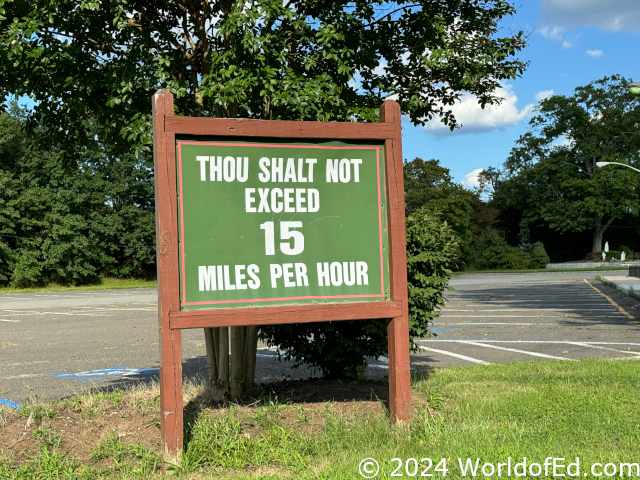 THOU SHALT NOT
EXCEED
15
MILES PER HOUR
© 2024 WorldofEd.com